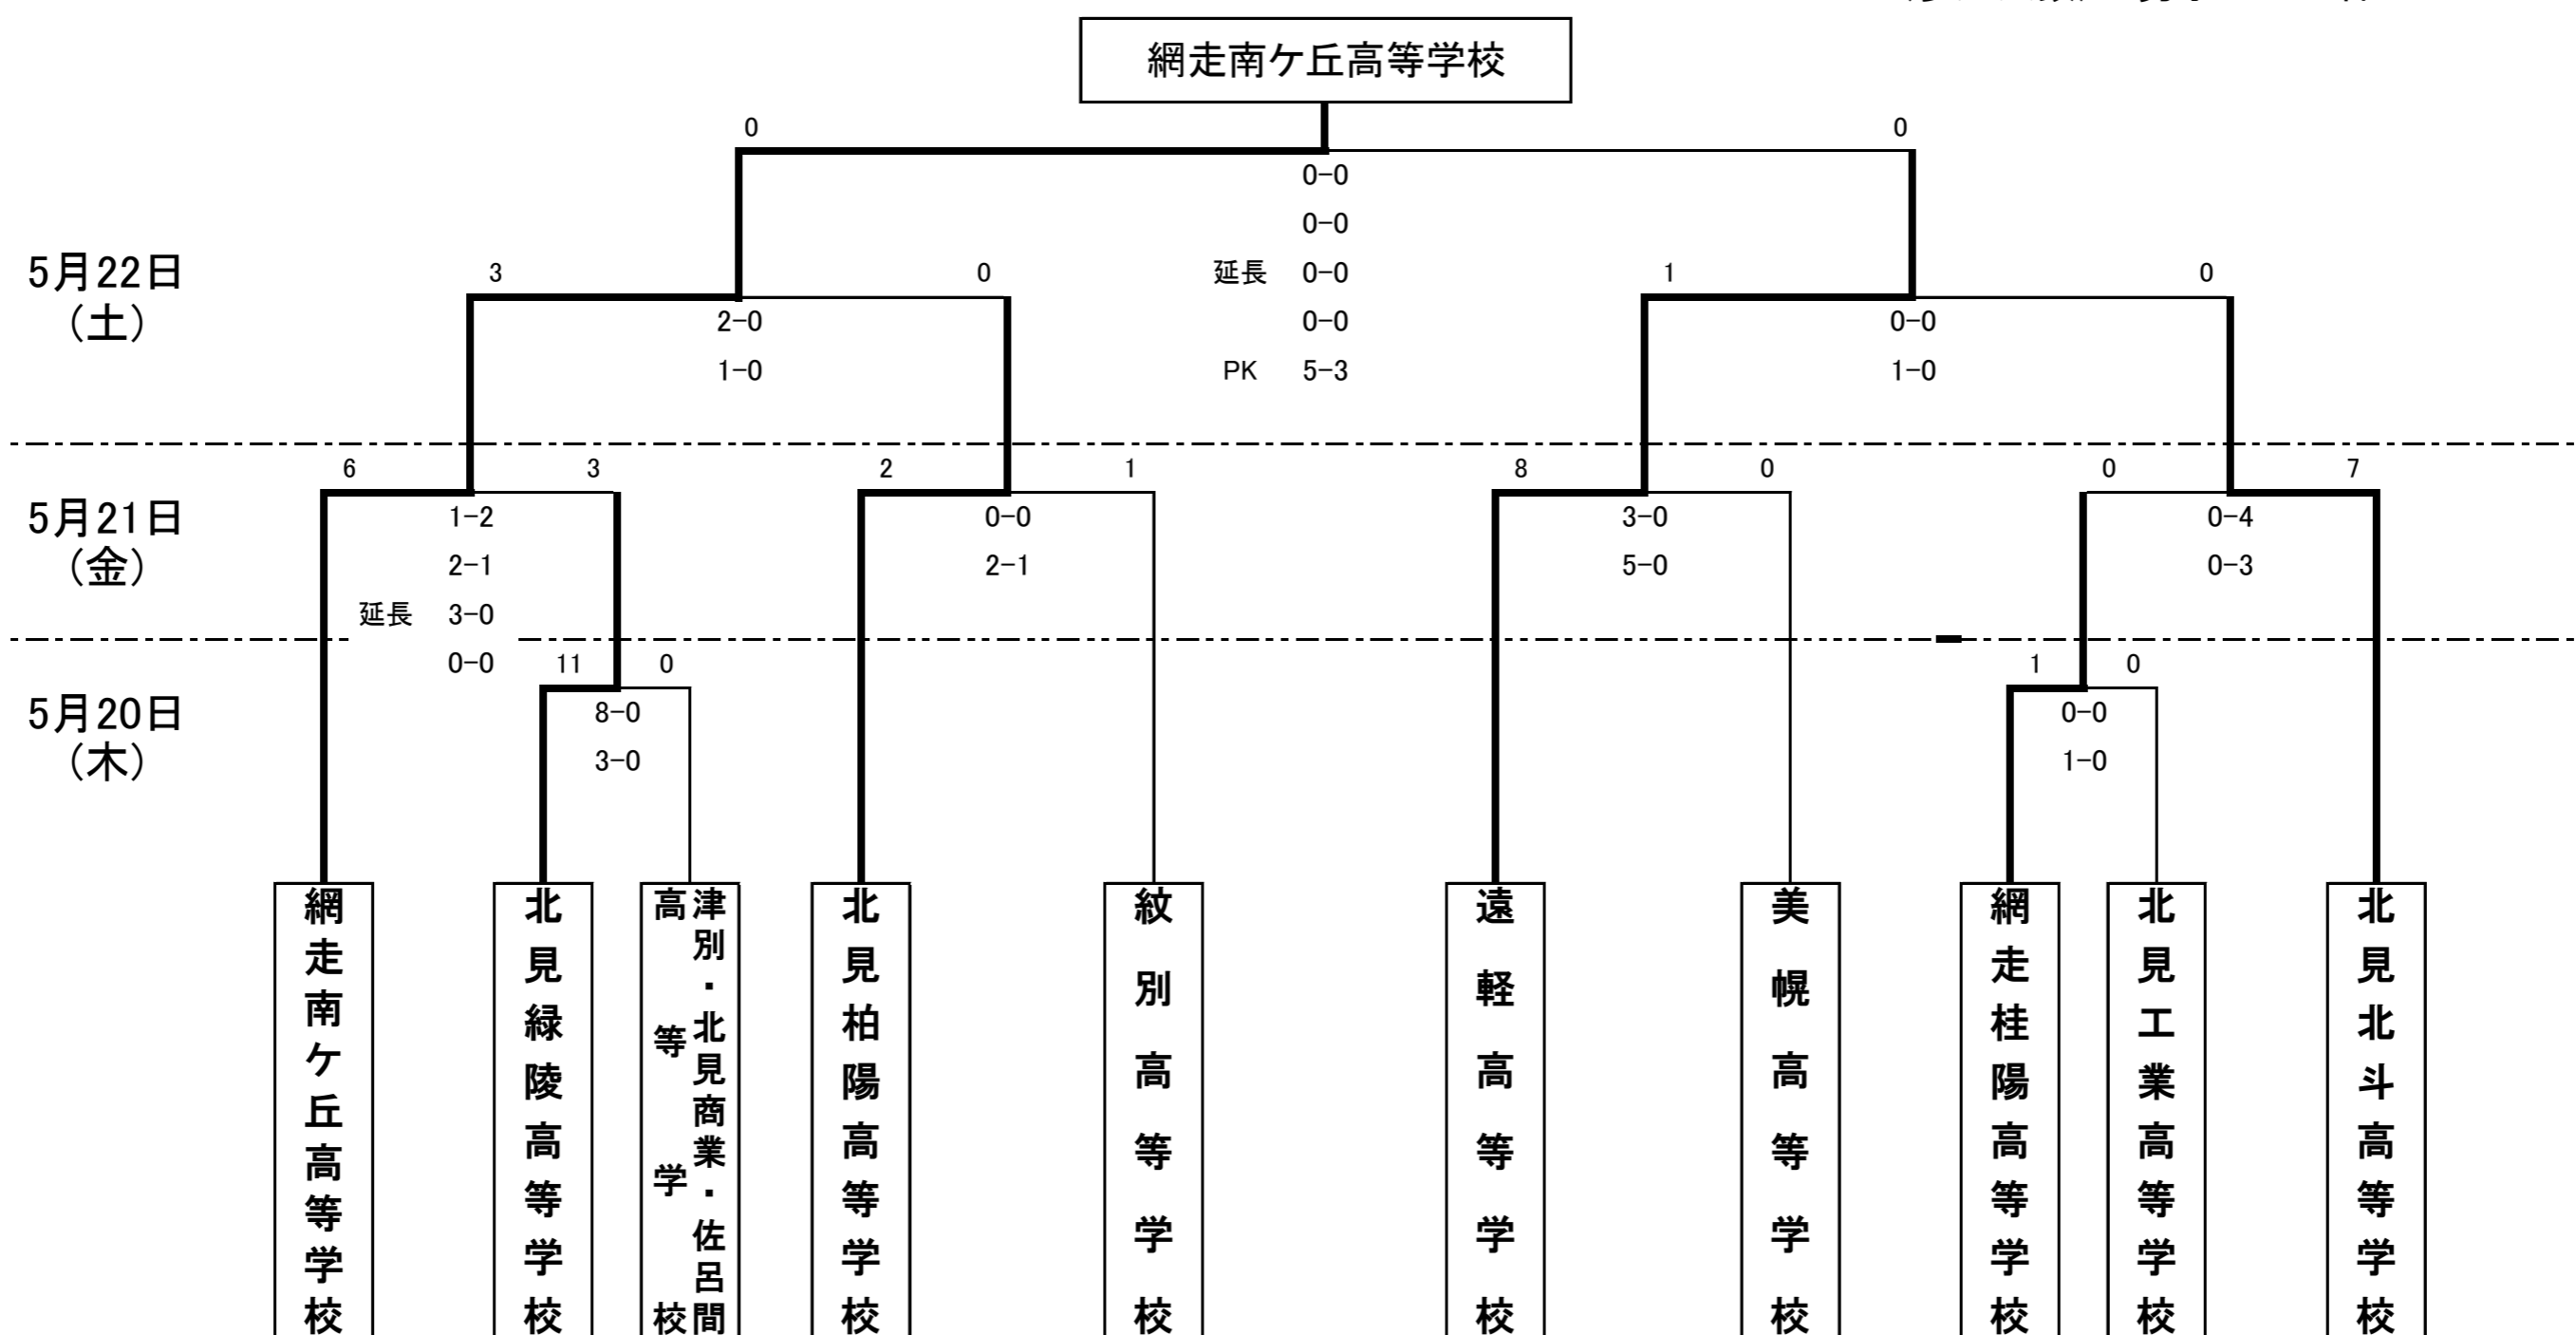 網走南ケ丘高等学校
0 0
0-0
0-0
5月22日
(土)
3 0
延長 0-0
1 0
2-0
0-0
0-0
1-0
PK 5-3
1-0
6 3 2 1 8 0 0 7
5月21日
(金)
1-2 0-0 3-0 0-4
2-1 2-1 5-0 0-3
延長 3-0
0-0
11 0 1 0
5月20日
(木)
8-0 0-0
3-0 1-0
網走南ケ丘高等学校
北見緑陵高等学校
津別・北見商業・佐呂間
高等学校
北見柏陽高等学校
紋別高等学校
遠軽高等学校
美幌高等学校
網走桂陽高等学校
北見工業高等学校
北見北斗高等学校